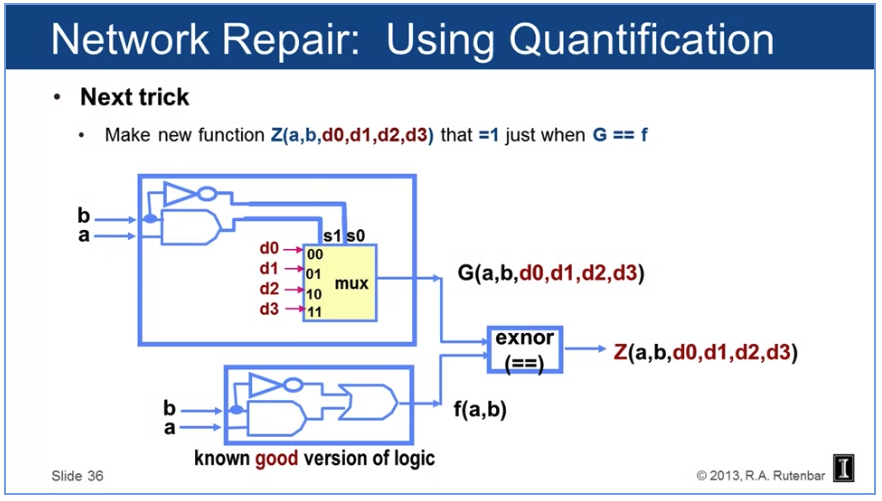 Network Repair: Using Quantification
• Next trick
• Make new function Z(a,b,d0,d1,d2,d3) that =1 just when G == f
b
a
s1 s0
d0
00
d1
01
mux
d2
10
d3
11
G(a,b,d0,d1,d2,d3)
exnor
(==)
Z(a,b,d0,d1,d2,d3)
b
a
f(a,b)
known good version of logic
Slide 36
© 2013, R.A. Rutenbar
I